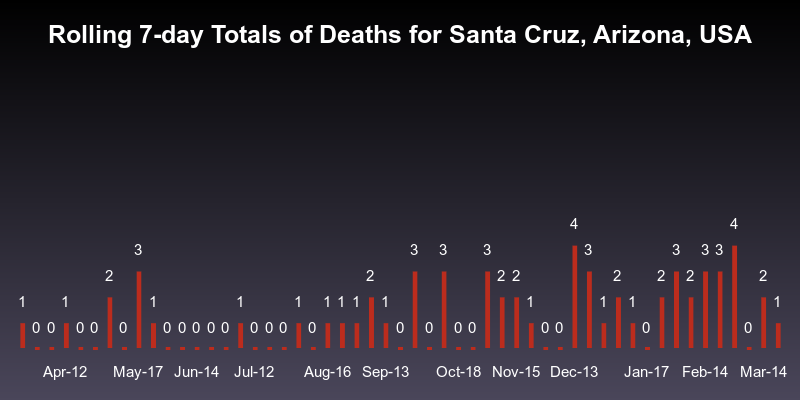 Rolling 7-day Totals of Deaths for Santa Cruz, Arizona, USA
4 4
3 3 3 3 3 3 3 3
2 2 2 2 2 2 2 2
1 1 1 1 1 1 1 1 1 1 1 1 1
0 0 0 0 0 0 0 0 0 0 0 0 0 0 0 0 0 0 0 0 0 0
Apr-12 May-17 Jun-14 Jul-12 Aug-16 Sep-13 Oct-18 Nov-15 Dec-13 Jan-17 Feb-14 Mar-14